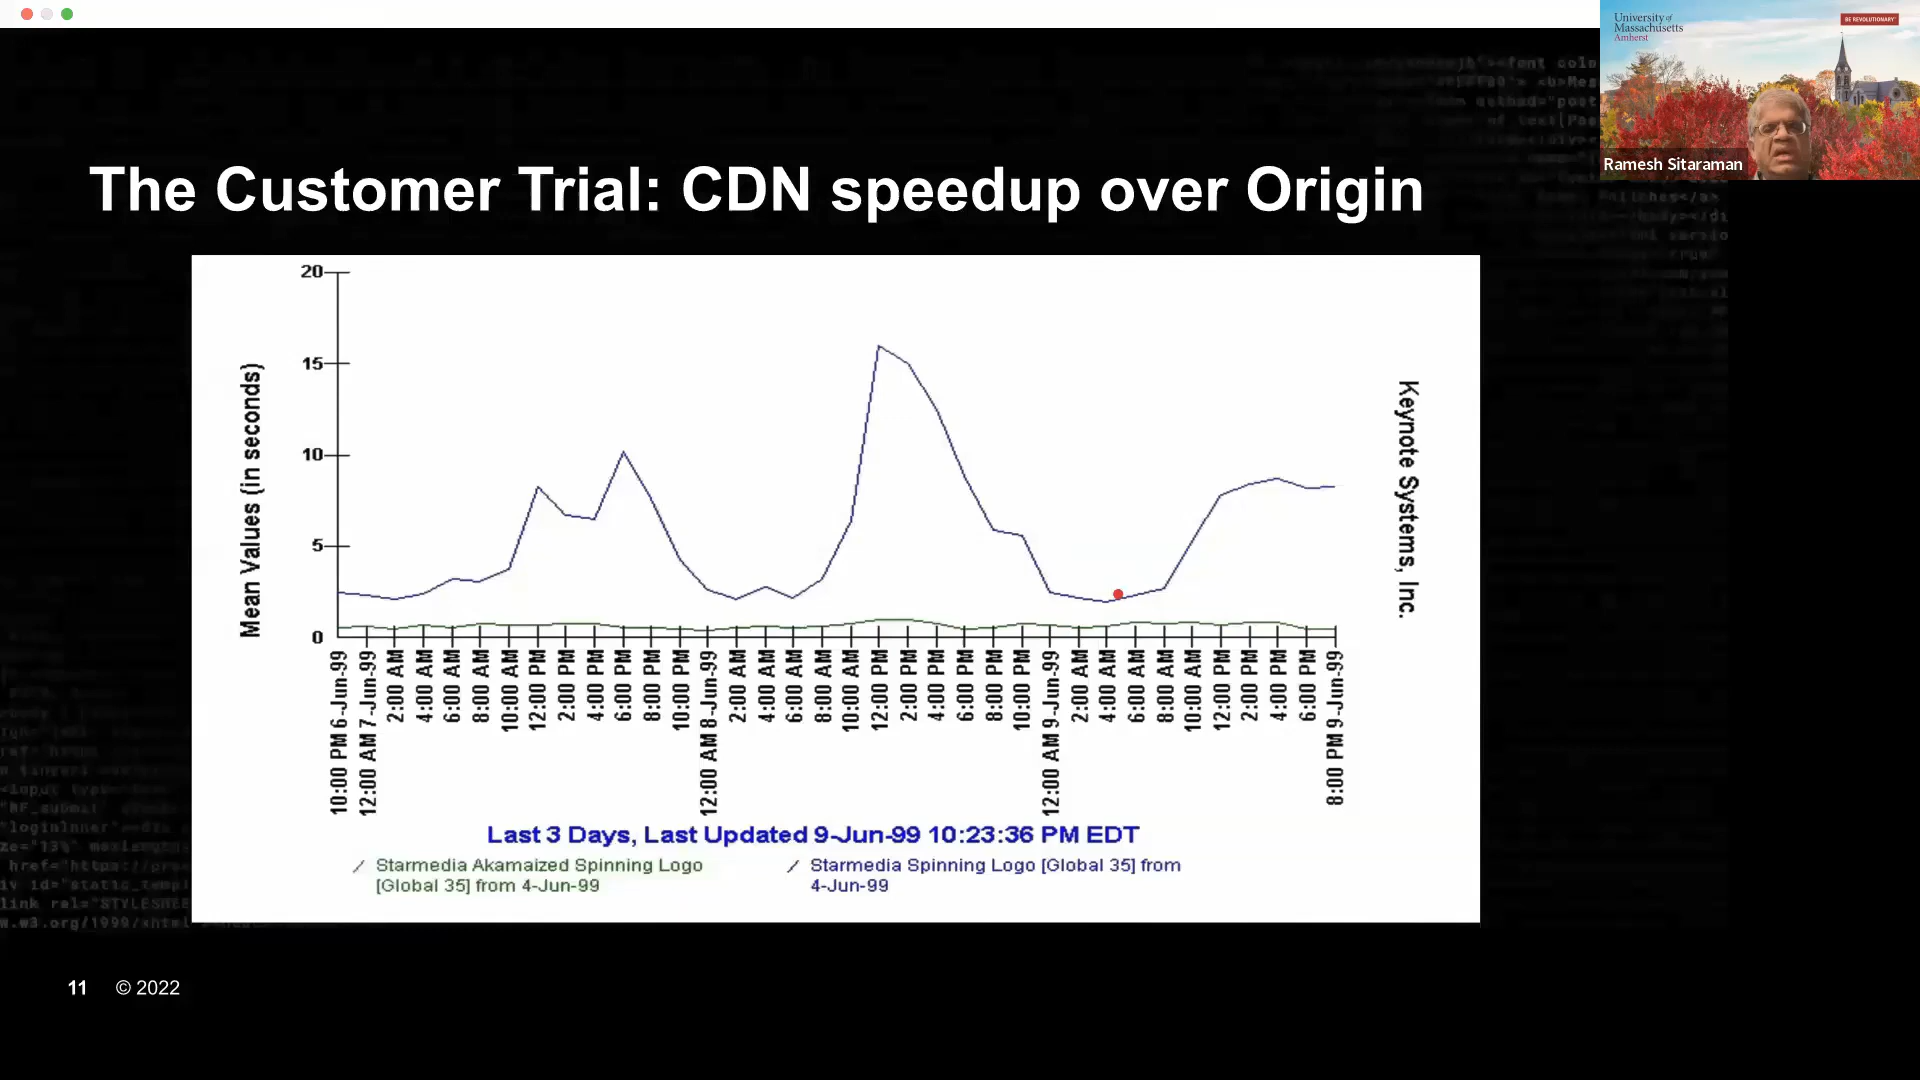 University of
Massachusetts
Amherst
BE REVOLUTIONARY
Ramesh Sitaraman
The Customer Trial: CDN speedup over Origin
20
15
10
5
0
Mean Values (in seconds)
Keynote Systems, Inc.
10:00 PM 6-Jun-99
12:00 AM 7-Jun-99
2:00 AM
4:00 AM
6:00 AM
8:00 AM
10:00 AM
12:00 PM
2:00 PM
4:00 PM
6:00 PM
8:00 PM
10:00 PM
12:00 AM 8-Jun-99
2:00 AM
4:00 AM
6:00 AM
8:00 AM
10:00 AM
12:00 PM
2:00 PM
4:00 PM
6:00 PM
8:00 PM
10:00 PM
12:00 AM 9-Jun-99
2:00 AM
4:00 AM
6:00 AM
8:00 AM
10:00 AM
12:00 PM
2:00 PM
4:00 PM
6:00 PM
8:00 PM 9-Jun-99
Last 3 Days, Last Updated 9-Jun-99 10:23:36 PM EDT
Starmedia Akamaized Spinning Logo
[Global 35] from 4-Jun-99
Starmedia Spinning Logo [Global 35] from
4-Jun-99
11 © 2022